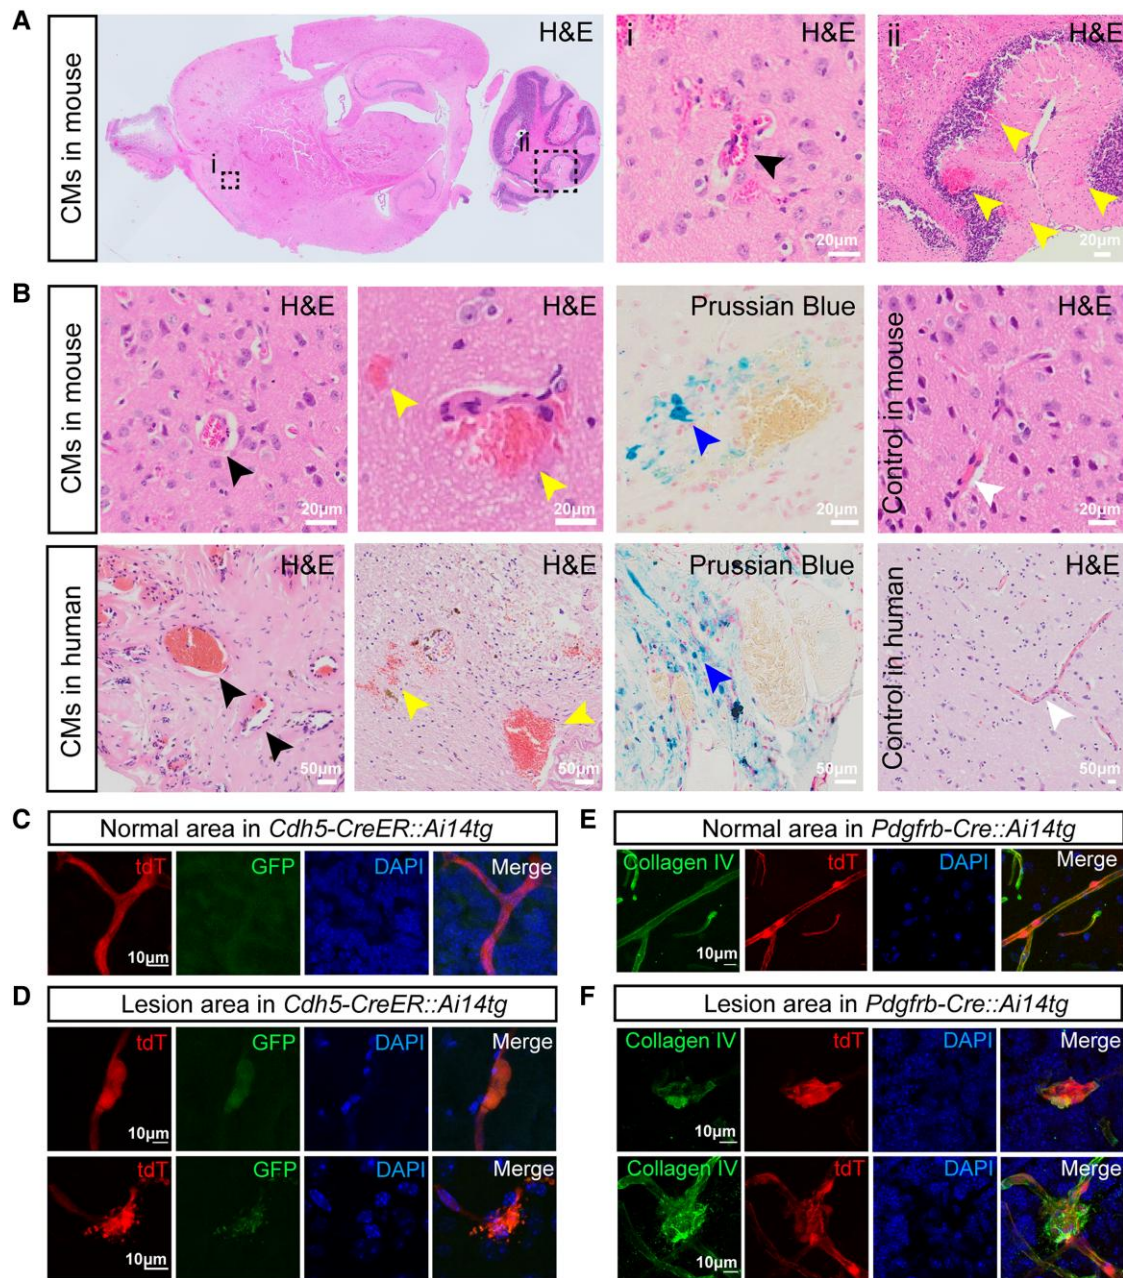 A
CMs in mouse
H&E
i
ii
i
H&E
20μm
ii
H&E
20μm
B
CMs in mouse
H&E
20μm
H&E
20μm
Prussian Blue
20μm
Control in mouse
H&E
20μm
CMs in human
H&E
50μm
H&E
50μm
Prussian Blue
50μm
Control in human
H&E
50μm
C
Normal area in Cdh5-CreER::Ai14tg
tdT
10μm
GFP
DAPI
Merge
E
Normal area in Pdgfrb-Cre::Ai14tg
Collagen IV
10μm
tdT
DAPI
Merge
D
Lesion area in Cdh5-CreER::Ai14tg
tdT
10μm
GFP
DAPI
Merge
tdT
10μm
GFP
DAPI
Merge
F
Lesion area in Pdgfrb-Cre::Ai14tg
Collagen IV
10μm
tdT
DAPI
Merge
Collagen IV
10μm
tdT
DAPI
Merge